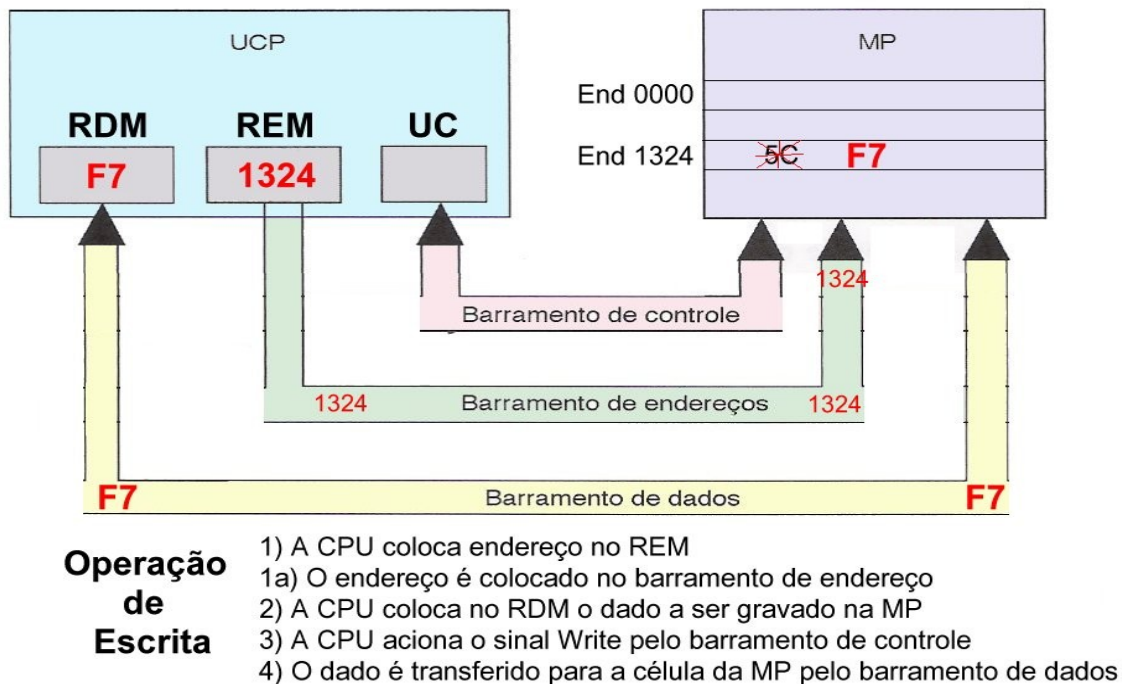 UCP
MP
End 0000
RDM REM UC
End 1324 5C F7
F7 1324
1324
Barramento de controle
1324 Barramento de endereços 1324
F7 Barramento de dados F7
Operação
de
Escrita
1) A CPU coloca endereço no REM
1a) O endereço é colocado no barramento de endereço
2) A CPU coloca no RDM o dado a ser gravado na MP
3) A CPU aciona o sinal Write pelo barramento de controle
4) O dado é transferido para a célula da MP pelo barramento de dados